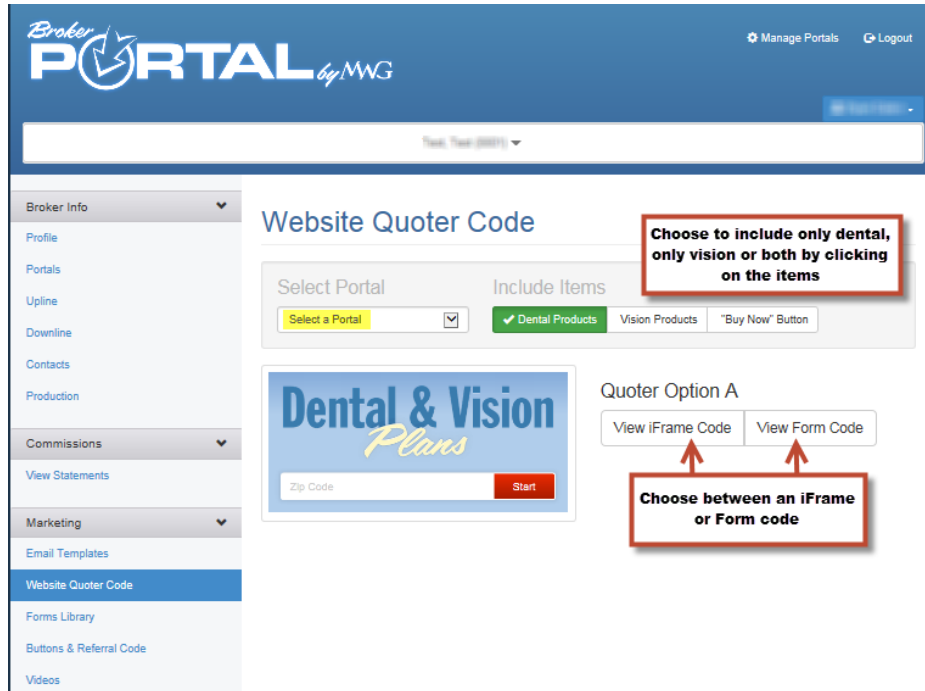 Broker
PORTAL by MWG
Manage Portals Logout
Broker Info
Profile
Portals
Upline
Downline
Contacts
Production
Commissions
View Statements
Marketing
Email Templates
Website Quoter Code
Forms Library
Buttons & Referral Code
Videos
Website Quoter Code
Choose to include only dental,
only vision or both by clicking
on the items
Select Portal
Select a Portal
Include Items
Dental Products Vision Products "Buy Now" Button
Dental & Vision
Plans
Zip Code Start
Quoter Option A
View iFrame Code View Form Code
Choose between an iFrame
or Form code